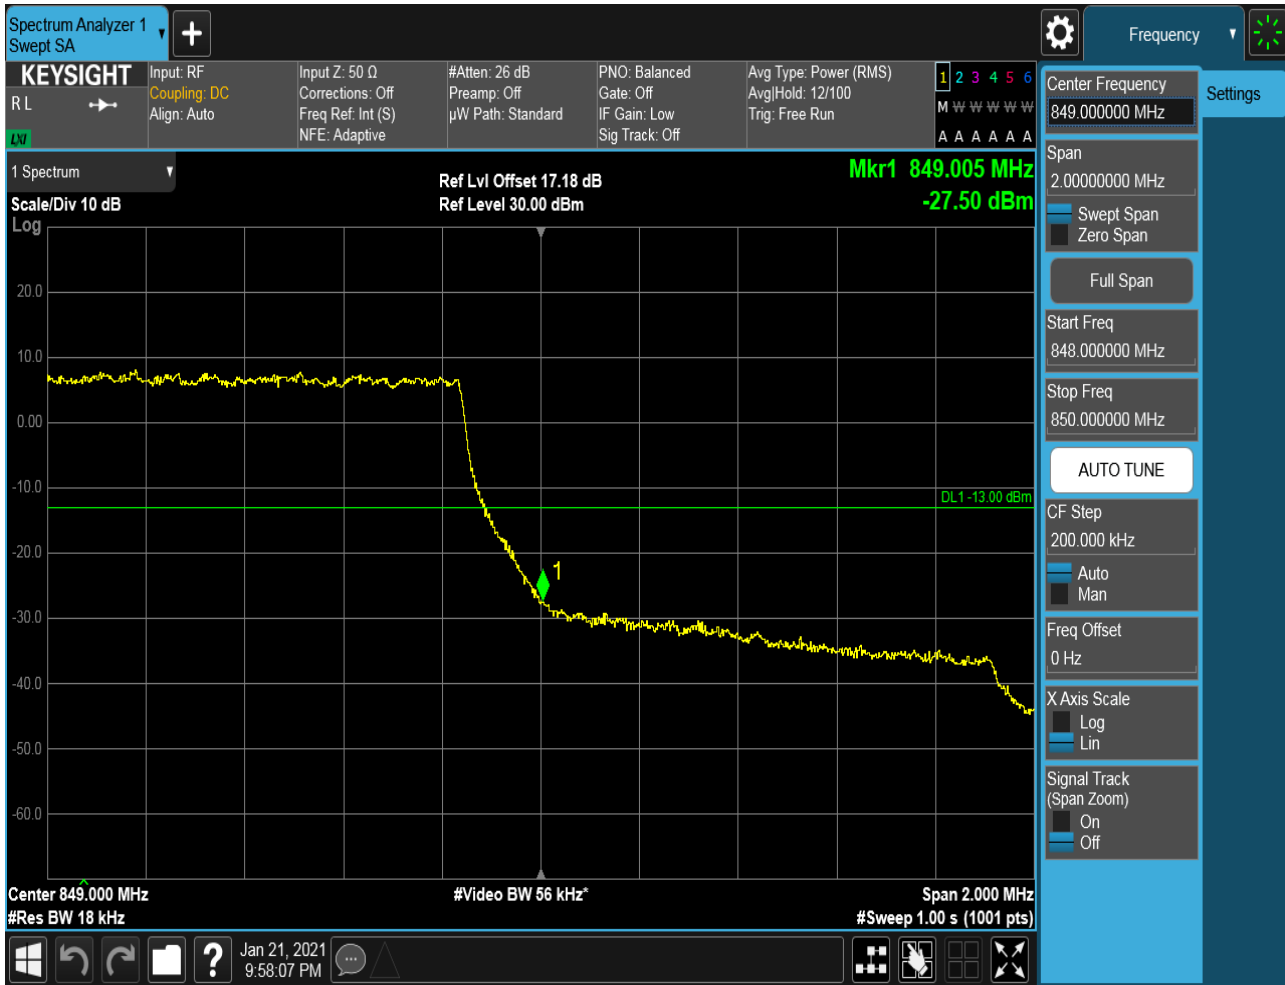 Spectrum Analyzer 1
Swept SA
+
Frequency
KEYSIGHT
R L
LXI
Input: RF
Coupling: DC
Align: Auto
Input Z: 50 Ω
Corrections: Off
Freq Ref: Int (S)
NFE: Adaptive
#Atten: 26 dB
Preamp: Off
µW Path: Standard
PNO: Balanced
Gate: Off
IF Gain: Low
Sig Track: Off
Avg Type: Power (RMS)
Avg|Hold: 12/100
Trig: Free Run
1 2 3 4 5 6
M W W W W W
A A A A A A
1 Spectrum
Scale/Div 10 dB
Log
Ref Lvl Offset 17.18 dB
Ref Level 30.00 dBm
Mkr1 849.005 MHz
-27.50 dBm
20.0
10.0
0.00
-10.0
-20.0
-30.0
-40.0
-50.0
-60.0
DL1 -13.00 dBm
1
Center 849.000 MHz
#Res BW 18 kHz
#Video BW 56 kHz*
Span 2.000 MHz
#Sweep 1.00 s (1001 pts)
Center Frequency
849.000000 MHz
Settings
Span
2.00000000 MHz
Swept Span
Zero Span
Full Span
Start Freq
848.000000 MHz
Stop Freq
850.000000 MHz
AUTO TUNE
CF Step
200.000 kHz
Auto
Man
Freq Offset
0 Hz
X Axis Scale
Log
Lin
Signal Track
(Span Zoom)
On
Off
?
Jan 21, 2021
9:58:07 PM